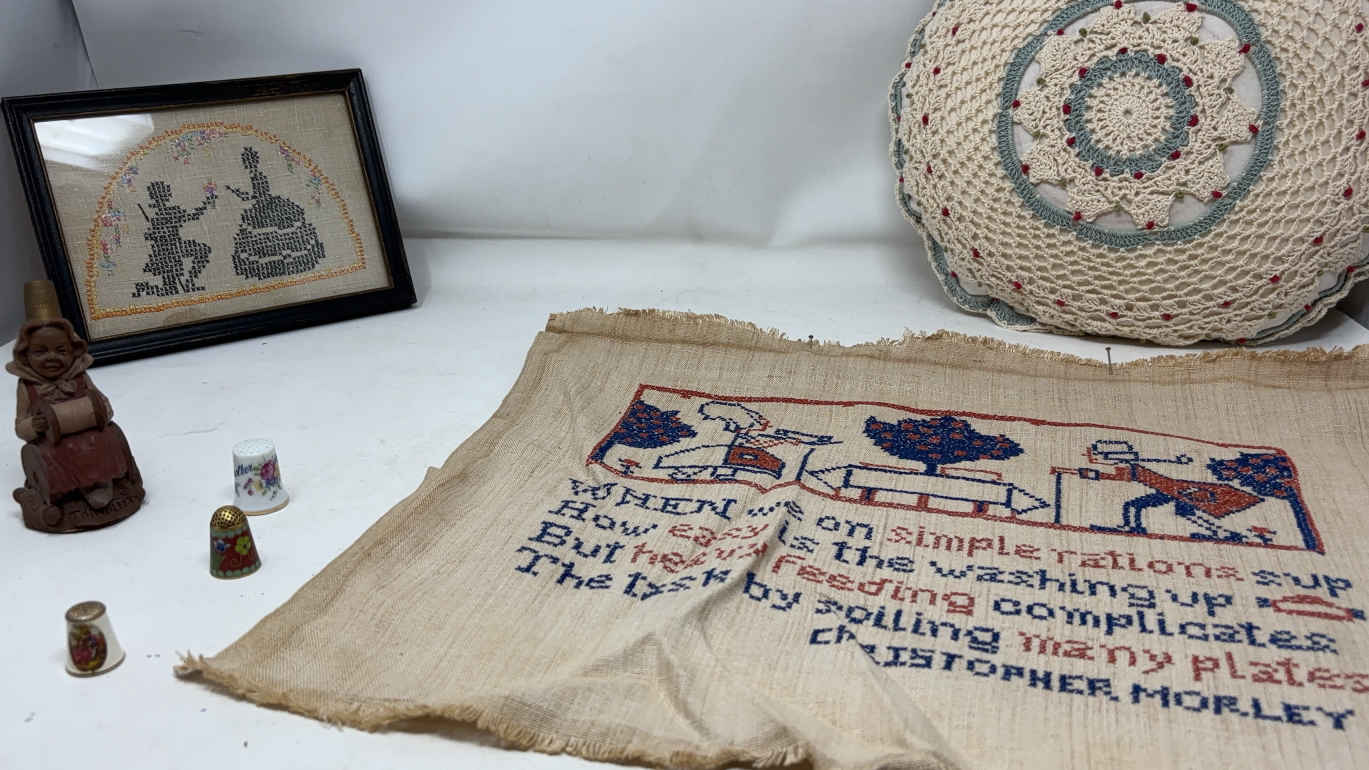 WHEN we on simple rations sup
How easy is the washing up
But heavy feeding complicates
The task by soiling many plates
CHRISTOPHER MORLEY